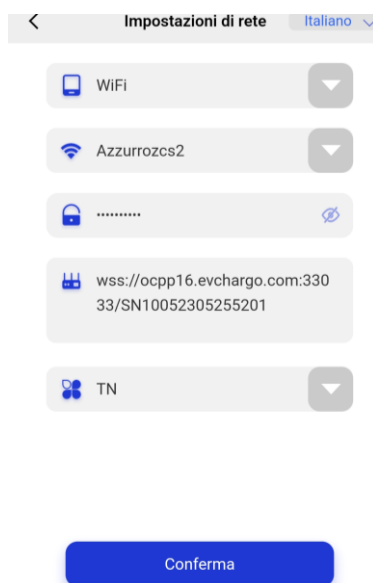 Impostazioni di rete Italiano
WiFi
Azzurrozcs2
••••••••••
wss://ocpp16.evchargo.com:330
33/SN10052305255201
TN
Conferma